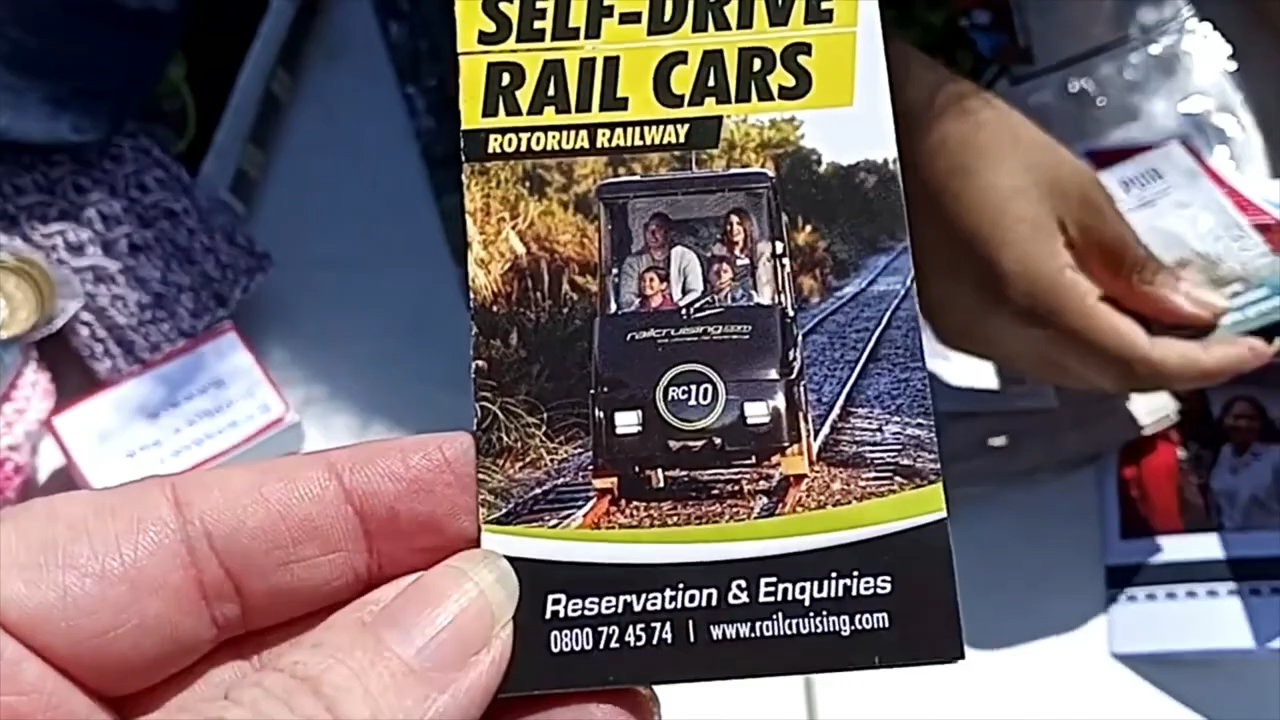 SELF-DRIVE
RAIL CARS
ROTORUA RAILWAY
railcruising.com
RC10
Reservation & Enquiries
0800 72 45 74 | www.railcruising.com